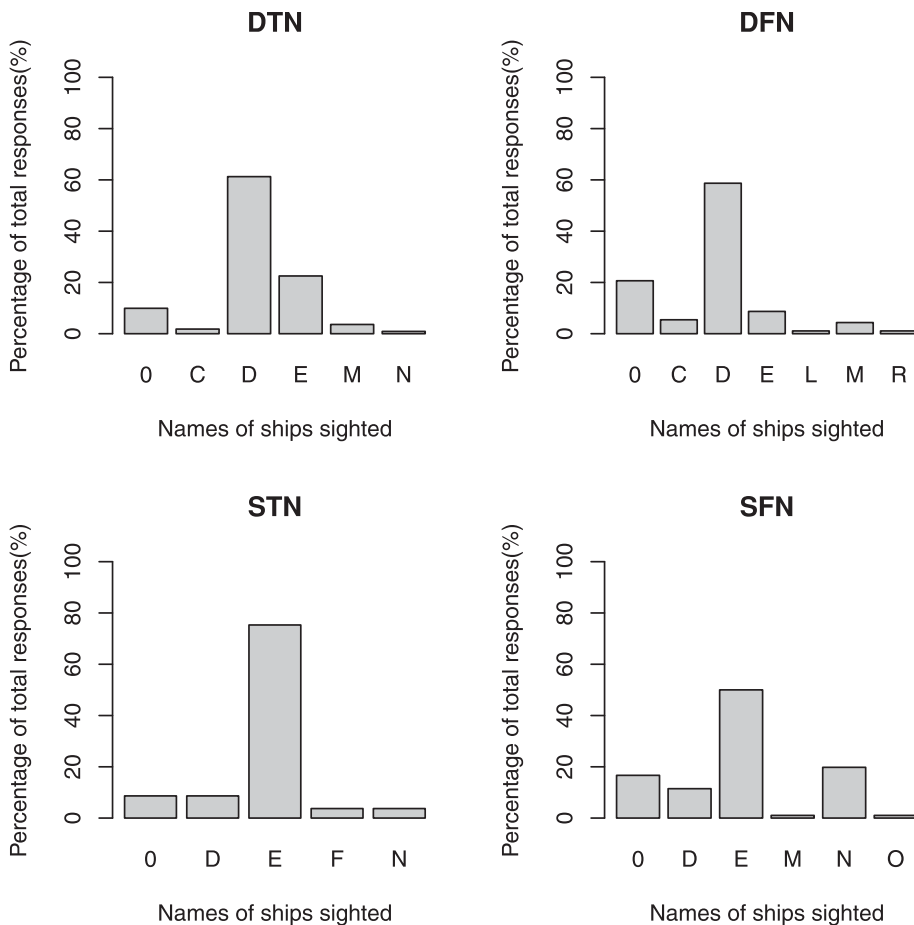 DTN
Percentage of total responses(%)
100
80
60
40
20
0
0 C D E M N
Names of ships sighted
DFN
Percentage of total responses(%)
100
80
60
40
20
0
0 C D E L M R
Names of ships sighted
STN
Percentage of total responses(%)
100
80
60
40
20
0
0 D E F N
Names of ships sighted
SFN
Percentage of total responses(%)
100
80
60
40
20
0
0 D E M N O
Names of ships sighted